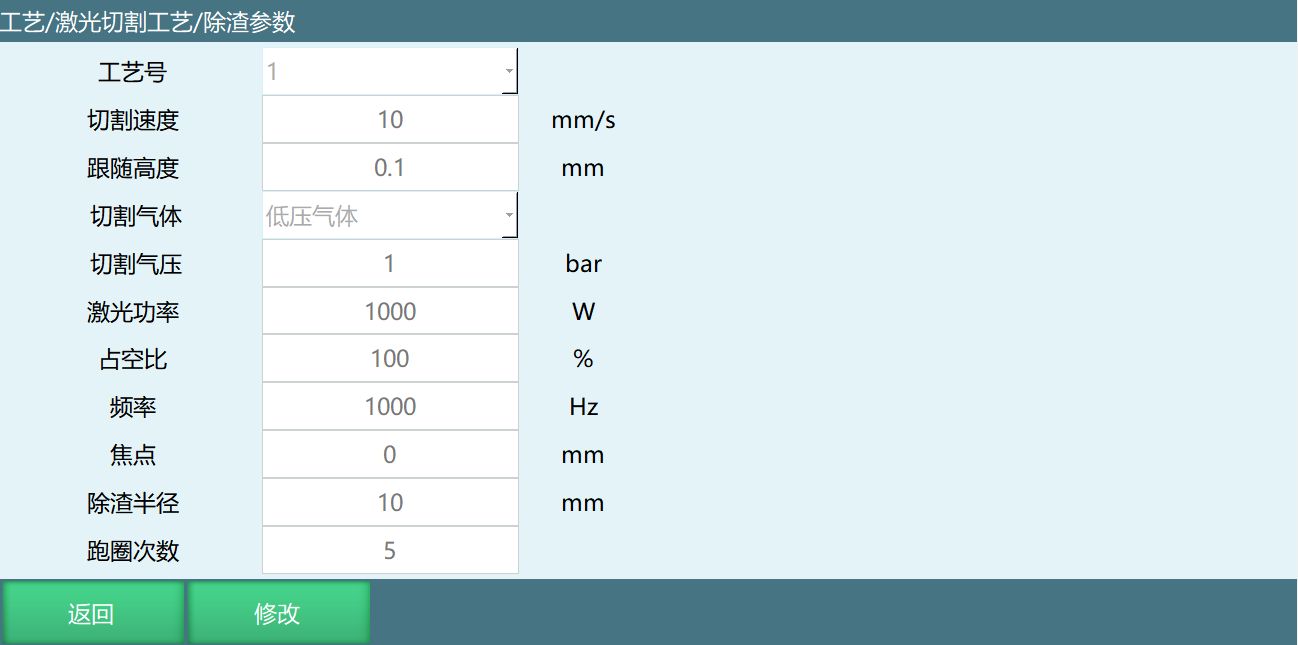 工艺/激光切割工艺/除渣参数
工艺号 1
切割速度 10 mm/s
跟随高度 0.1 mm
切割气体 低压气体
切割气压 1 bar
激光功率 1000 W
占空比 100 %
频率 1000 Hz
焦点 0 mm
除渣半径 10 mm
跑圈次数 5
返回 修改